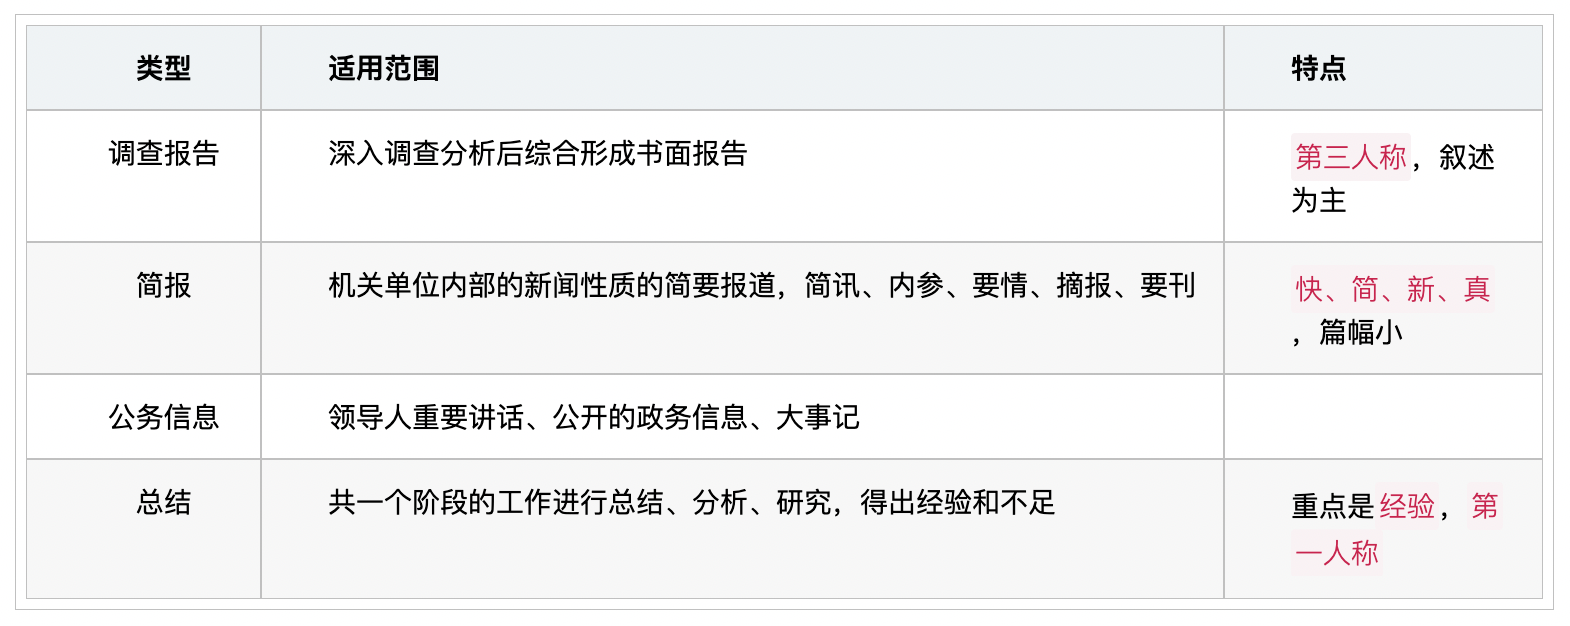 类型 适用范围 特点
调查报告 深入调查分析后综合形成书面报告 第三人称，叙述
为主
简报 机关单位内部的新闻性质的简要报道，简讯、内参、要情、摘报、要刊 快、简、新、真
，篇幅小
公务信息 领导人重要讲话、公开的政务信息、大事记
总结 共一个阶段的工作进行总结、分析、研究，得出经验和不足 重点是经验，第
一人称